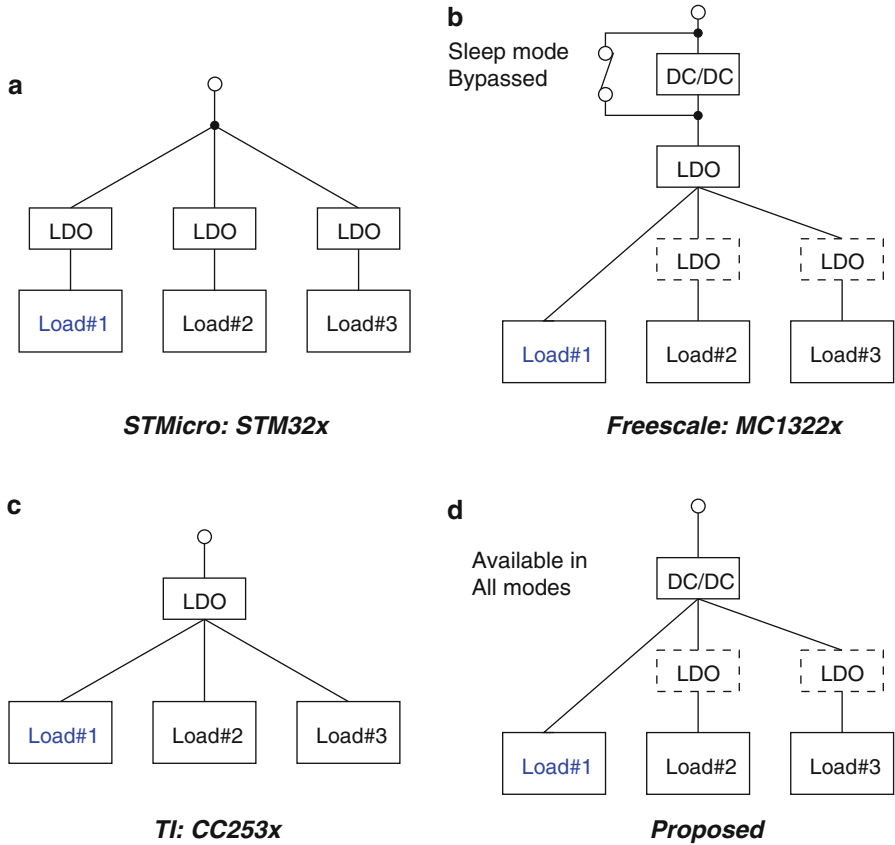 a
LDO LDO LDO
Load#1 Load#2 Load#3
STMicro: STM32x
b
Sleep mode
Bypassed
DC/DC
LDO
LDO LDO
Load#1 Load#2 Load#3
Freescale: MC1322x
c
LDO
Load#1 Load#2 Load#3
TI: CC253x
d
Available in
All modes
DC/DC
LDO LDO
Load#1 Load#2 Load#3
Proposed